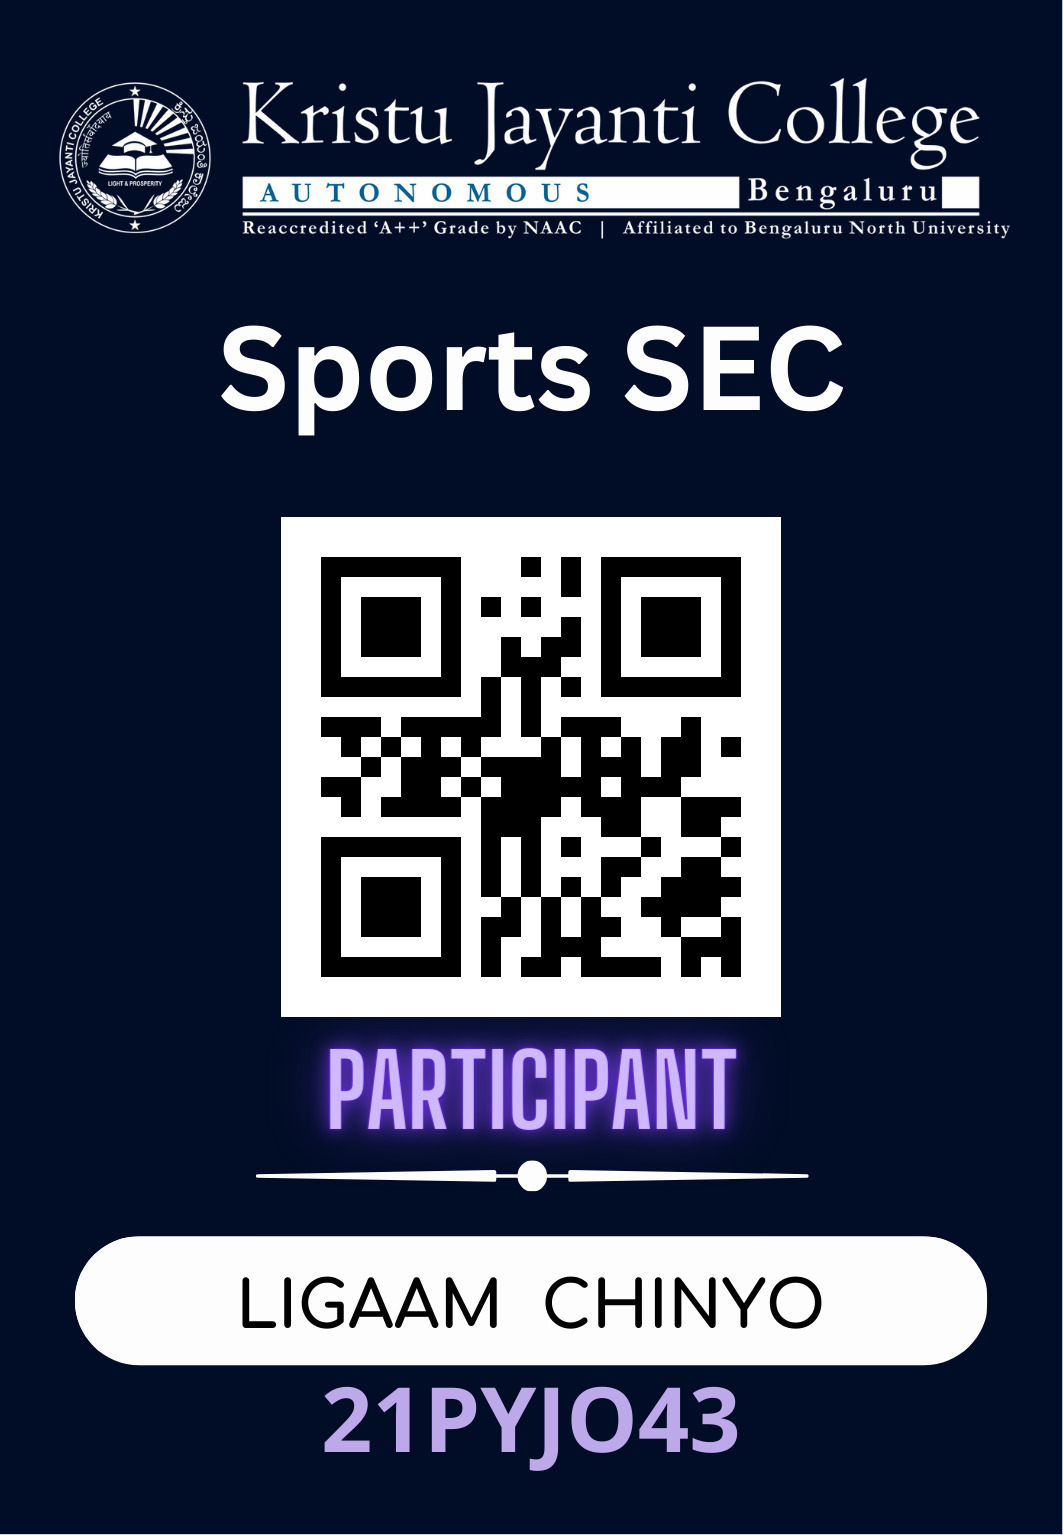 Kristu Jayanti College
AUTONOMOUS Bengaluru
Reaccredited ‘A++’ Grade by NAAC | Affiliated to Bengaluru North University
KRISTU JAYANTI COLLEGE
LIGHT & PROSPERITY
Sports SEC
PARTICIPANT
LIGAAM CHINYO
21PYJO43